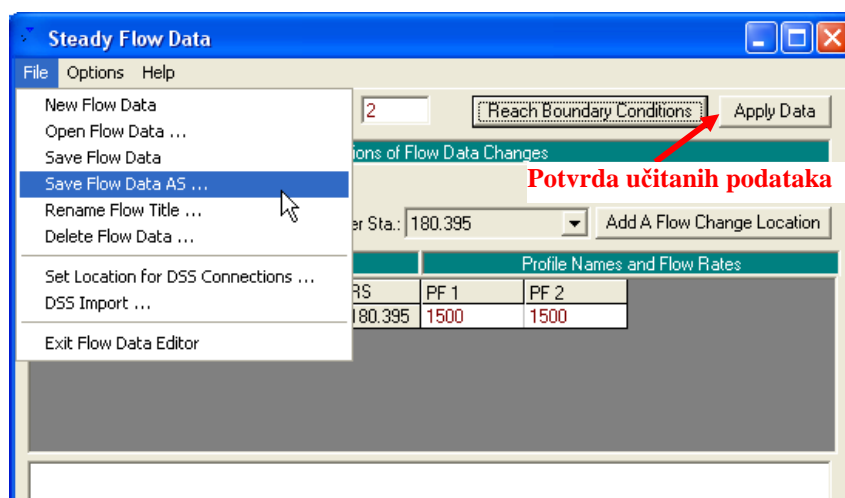 Steady Flow Data
File Options Help
New Flow Data
Open Flow Data ...
Save Flow Data
Save Flow Data AS ...
Rename Flow Title ...
Delete Flow Data ...
Set Location for DSS Connections ...
DSS Import ...
Exit Flow Data Editor
2 Reach Boundary Conditions Apply Data
ions of Flow Data Changes
Potvrda učitanih podataka
er Sta.: 180.395 Add A Flow Change Location
Profile Names and Flow Rates
RS PF 1 PF 2
180.395 1500 1500